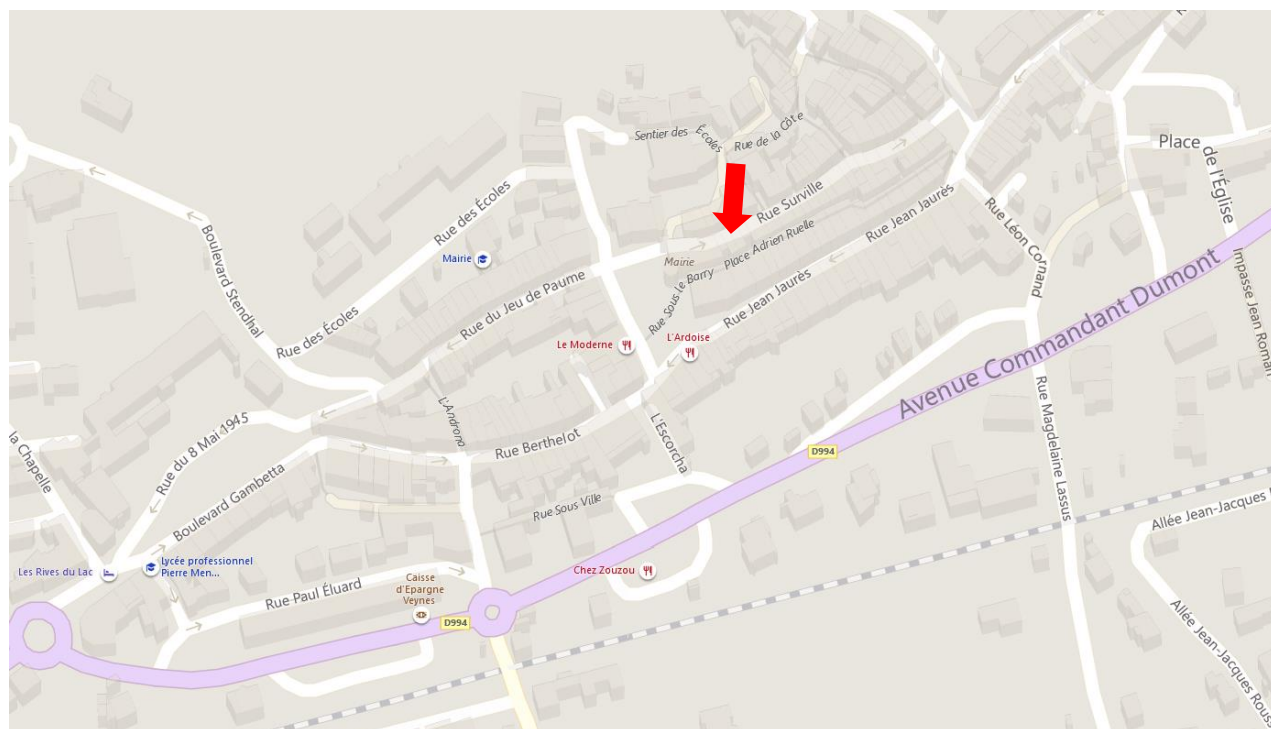 Sentier des
Écoles
Rue de la Côte
Place
de l'Église
Rue des Écoles
Rue Surville
Rue Jean Jaurès
Rue Léon Cornand
Boulevard Stendhal
Mairie
Mairie
Place Adrien Ruelle
Rue Sous le Barry
Rue du Jeu de Paume
Rue Jean Jaurès
Avenue Commandant Dumont
Impasse Jean Roman
Rue des Écoles
Le Moderne
L'Ardoise
L'Androna
Rue Berthelot
L'Escorcha
D994
Rue Magdelaine Lassus
la Chapelle
Rue du 8 Mai 1945
Boulevard Gambetta
Rue Sous Ville
Allée Jean-Jacques
Les Rives du Lac
Lycée professionnel
Pierre Men...
Chez Zouzou
Rue Paul Éluard
Caisse
d'Epargne
Veynes
D994
Allée Jean-Jacques Rouss